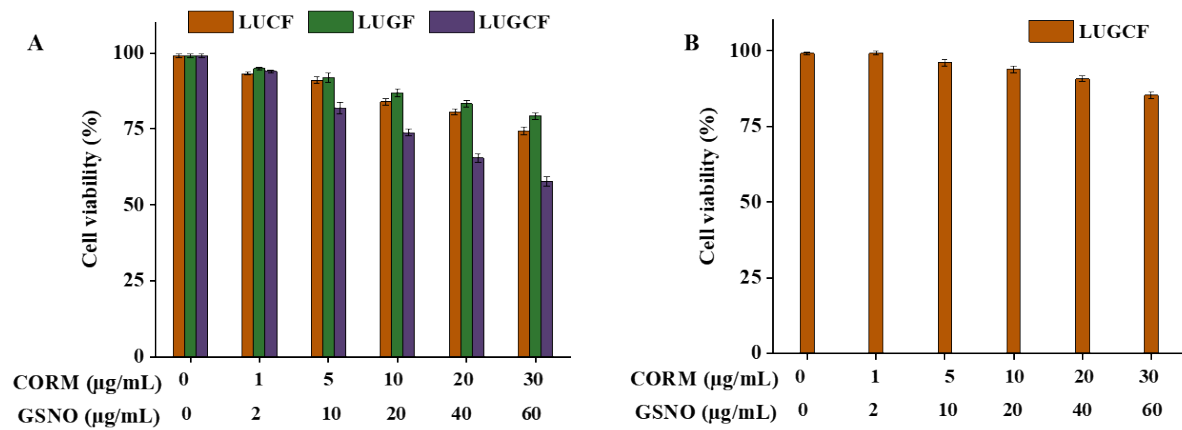 A
LUCF LUGF LUGCF
Cell viability (%)
100
75
50
25
0
CORM (µg/mL) 0 1 5 10 20 30
GSNO (µg/mL) 0 2 10 20 40 60
B
LUGCF
Cell viability (%)
100
75
50
25
0
CORM (µg/mL) 0 1 5 10 20 30
GSNO (µg/mL) 0 2 10 20 40 60